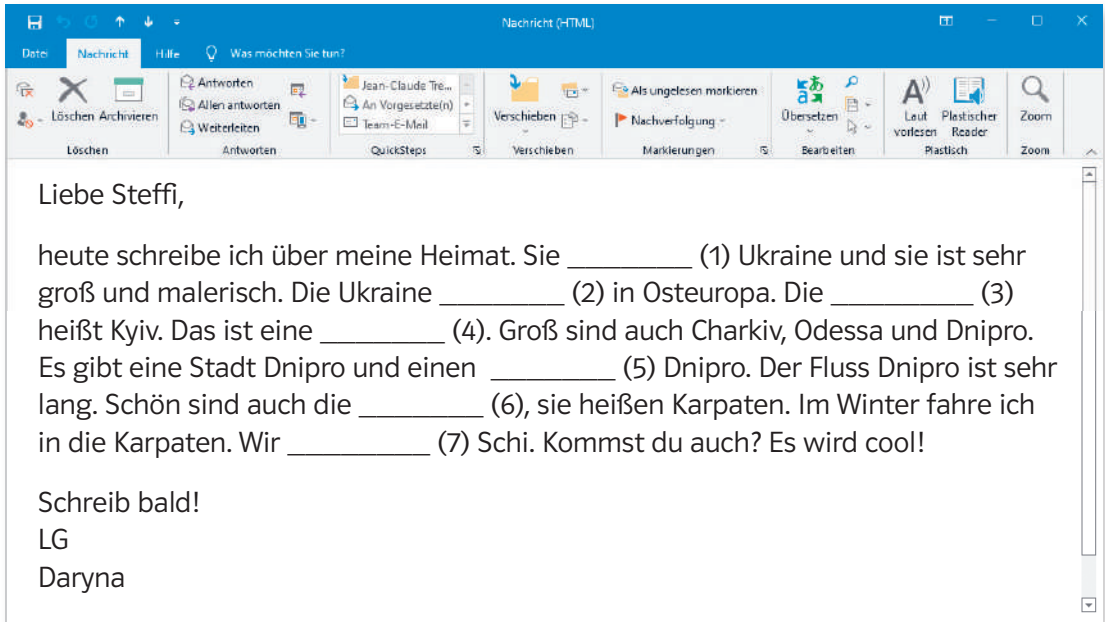 Nachricht (HTML)
Datei Nachricht Hilfe Was möchten Sie tun?
Löschen Archivieren
Löschen
Antworten
Allen antworten
Weiterleiten
Antworten
Jean-Claude Tre...
An Vorgesetzte(n)
Team-E-Mail
QuickSteps
Verschieben
Verschieben
Als ungelesen markieren
Nachverfolgung
Markierungen
Übersetzen
Bearbeiten
Laut vorlesen
Plastischer Reader
Plastisch
Zoom
Zoom
Liebe Steffi,
heute schreibe ich über meine Heimat. Sie ________ (1) Ukraine und sie ist sehr
groß und malerisch. Die Ukraine ________ (2) in Osteuropa. Die _________ (3)
heißt Kyiv. Das ist eine ________ (4). Groß sind auch Charkiv, Odessa und Dnipro.
Es gibt eine Stadt Dnipro und einen ________ (5) Dnipro. Der Fluss Dnipro ist sehr
lang. Schön sind auch die ________ (6), sie heißen Karpaten. Im Winter fahre ich
in die Karpaten. Wir _________ (7) Schi. Kommst du auch? Es wird cool!
Schreib bald!
LG
Daryna